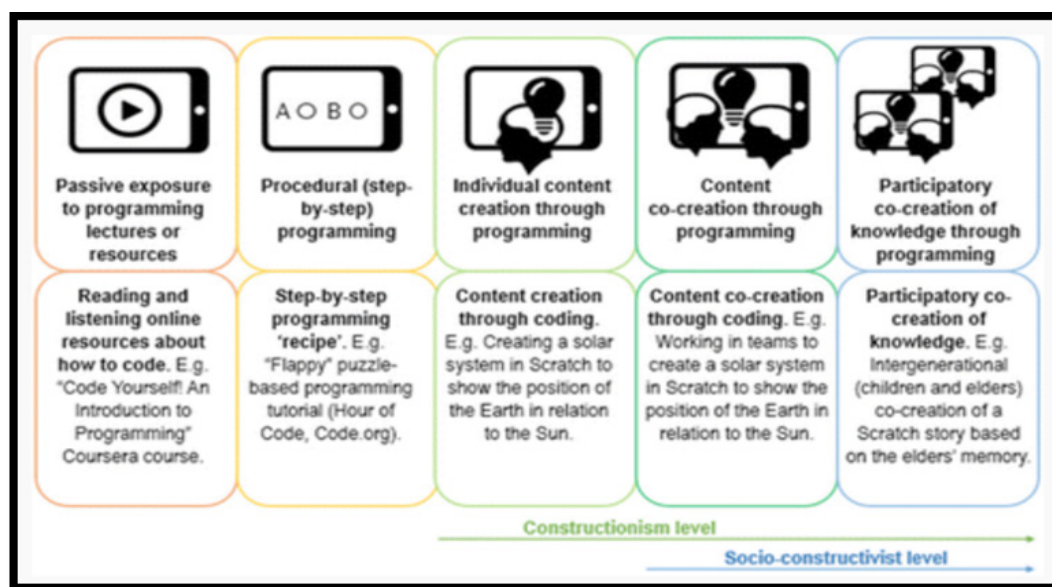 A O B O
Passive exposure
to programming
lectures or
resources
Procedural (step-
by-step)
programming
Individual content
creation through
programming
Content
co-creation through
programming
Participatory
co-creation of
knowledge through
programming
Reading and
listening online
resources about
how to code. E.g.
"Code Yourself! An
Introduction to
Programming"
Coursera course.
Step-by-step
programming
'recipe'. E.g.
"Flappy" puzzle-
based programming
tutorial (Hour of
Code, Code.org).
Content creation
through coding.
E.g. Creating a solar
system in Scratch to
show the position of
the Earth in relation
to the Sun.
Content co-creation
through coding. E.g.
Working in teams to
create a solar system
in Scratch to show the
position of the Earth in
relation to the Sun.
Participatory co-
creation of
knowledge. E.g.
Intergenerational
(children and elders)
co-creation of a
Scratch story based
on the elders' memory.
Constructionism level
Socio-constructivist level